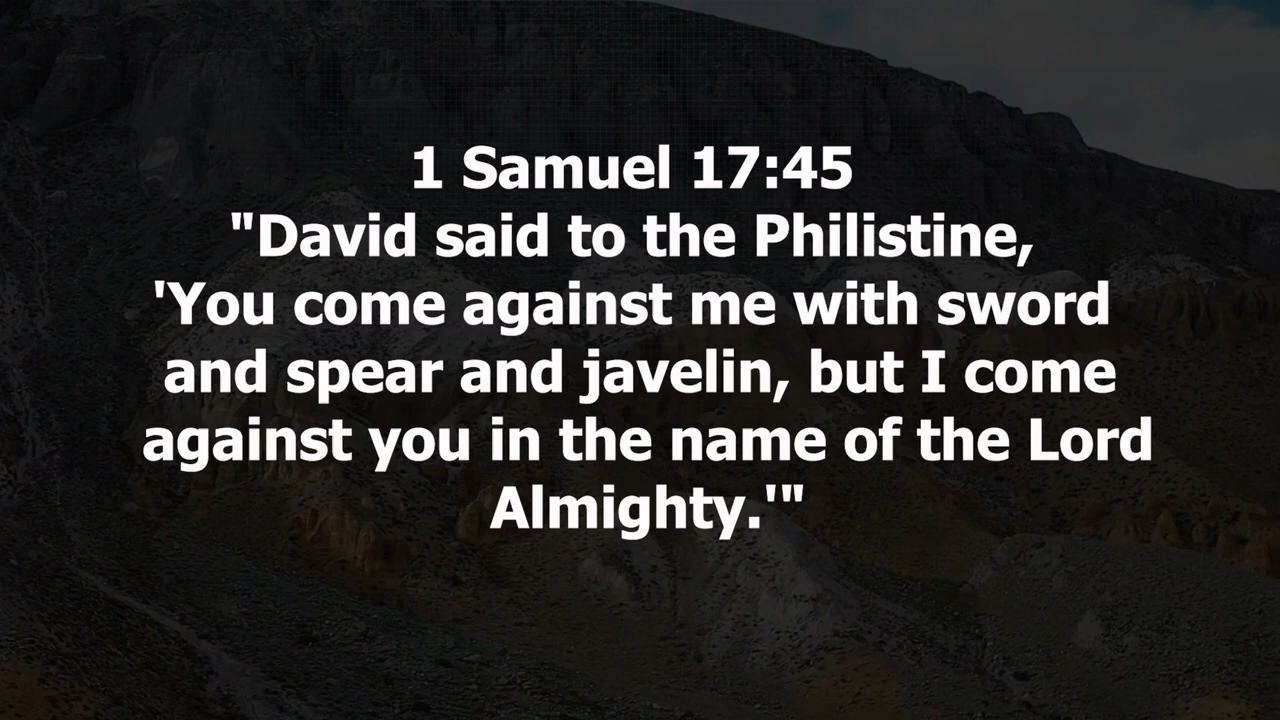 1 Samuel 17:45
"David said to the Philistine,
'You come against me with sword
and spear and javelin, but I come
against you in the name of the Lord
Almighty.'"